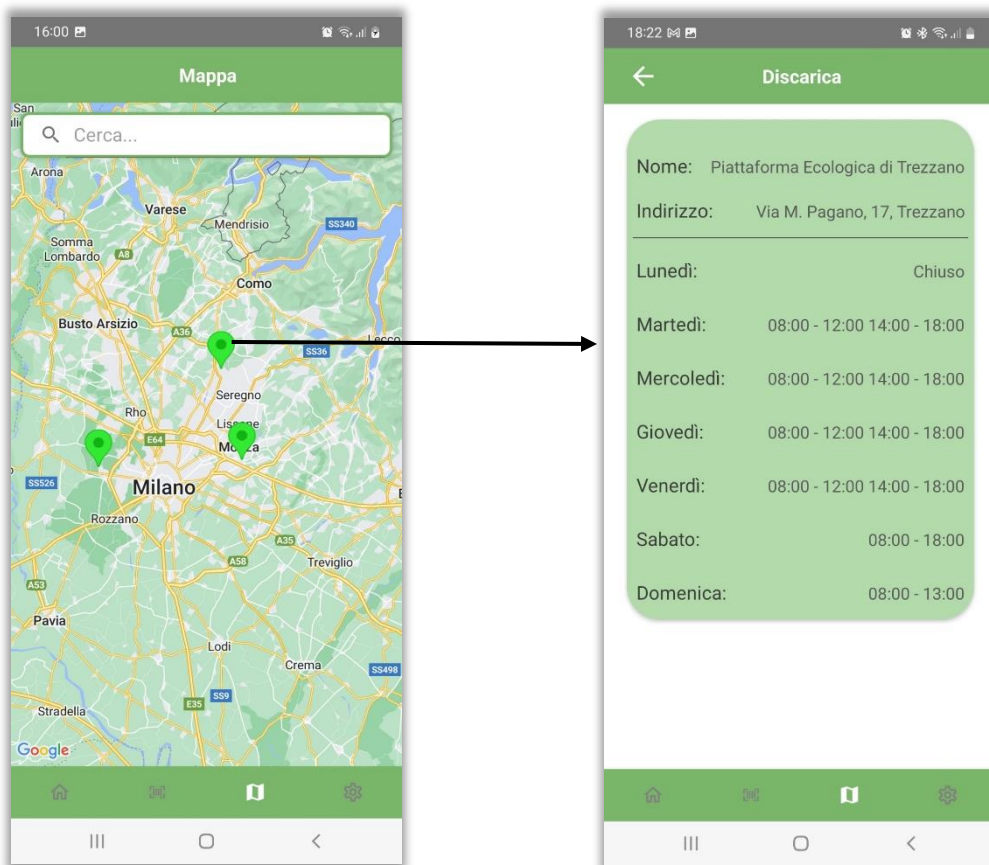 16:00
Mappa
San
Cerca...
Arona
Varese
Mendrisio
SS340
Somma
Lombardo
A8
Como
Busto Arsizio
A36
Lecco
SS36
Seregno
Rho
Lissone
E64
Monza
SS526
Milano
Rozzano
A35
A58
Treviglio
A53
Pavia
Lodi
Crema
SS498
E35
SS9
Stradella
Google
18:22
Discarica
Nome: Piattaforma Ecologica di Trezzano
Indirizzo: Via M. Pagano, 17, Trezzano
Lunedì: Chiuso
Martedì: 08:00 - 12:00 14:00 - 18:00
Mercoledì: 08:00 - 12:00 14:00 - 18:00
Giovedì: 08:00 - 12:00 14:00 - 18:00
Venerdì: 08:00 - 12:00 14:00 - 18:00
Sabato: 08:00 - 18:00
Domenica: 08:00 - 13:00